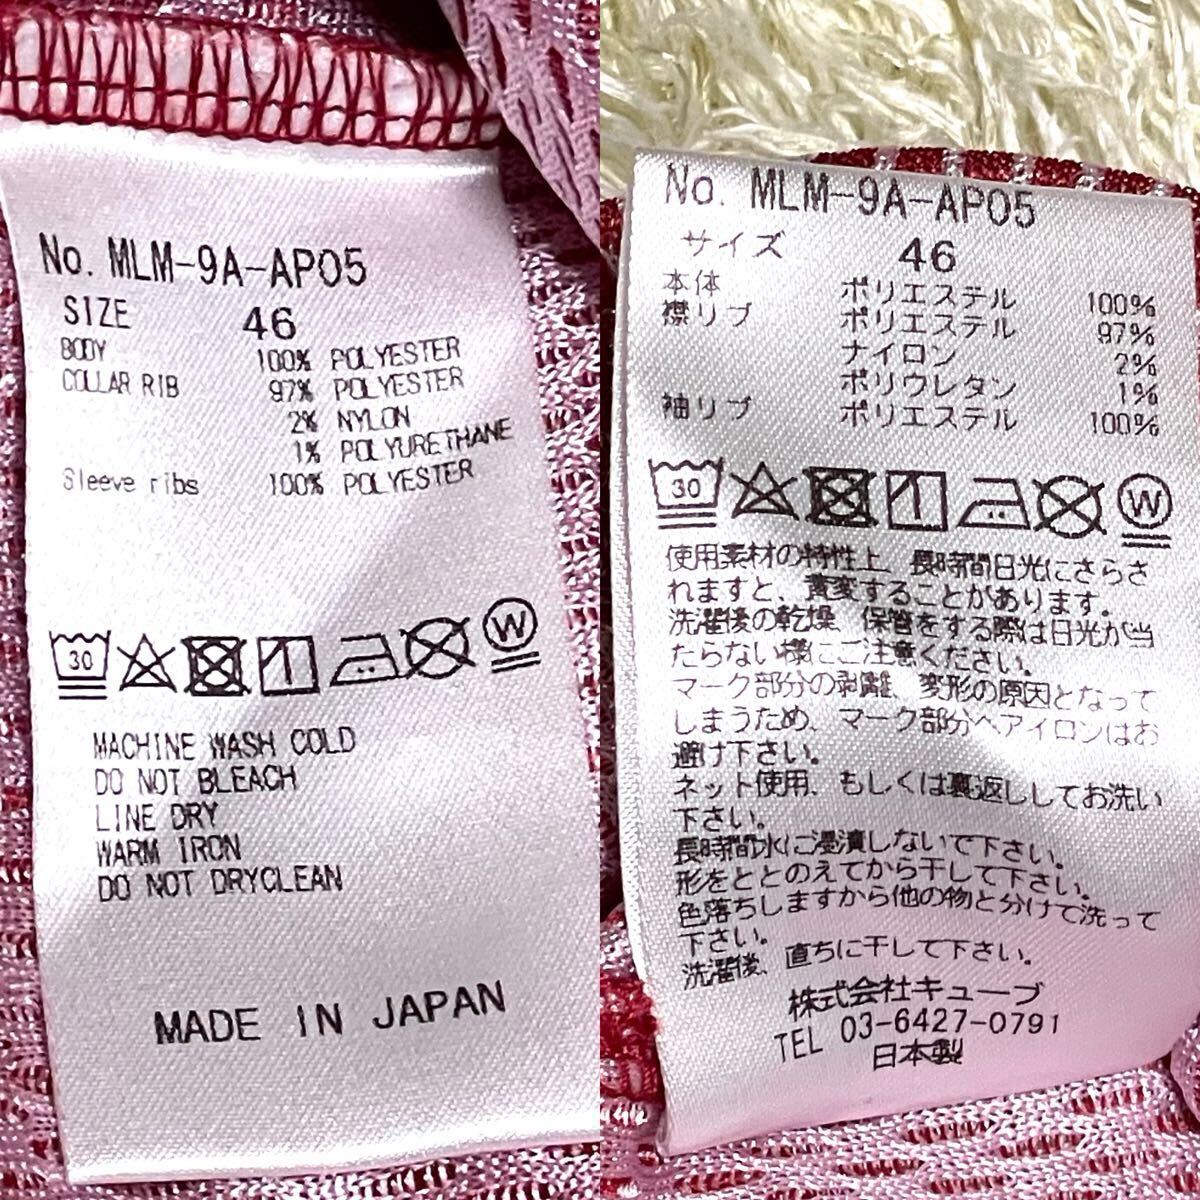 No. MLM-9A-AP05
SIZE 46
BODY 100% POLYESTER
COLLAR RIB 97% POLYESTER
2% NYLON
1% POLYURETHANE
Sleeve ribs 100% POLYESTER
30 W
MACHINE WASH COLD
DO NOT BLEACH
LINE DRY
WARM IRON
DO NOT DRYCLEAN
MADE IN JAPAN
No. MLM-9A-AP05
サイズ 46
本体 ポリエステル 100%
襟リブ ポリエステル 97%
ナイロン 2%
ポリウレタン 1%
袖リブ ポリエステル 100%
30 W
使用素材の特性上、長時間日光にさらさ
れますと、黄変することがあります。
洗濯後の乾燥、保管をする際は日光が当
たらない様にご注意ください。
マーク部分の剥離、変形の原因となって
しまうため、マーク部分へアイロンはお
避け下さい。
ネット使用、もしくは裏返ししてお洗い
下さい。
長時間水に浸漬しないで下さい。
形をととのえてから干して下さい。
色落ちしますから他の物と分けて洗って
下さい。
洗濯後、直ちに干して下さい。
株式会社キューブ
TEL 03-6427-0791
日本製